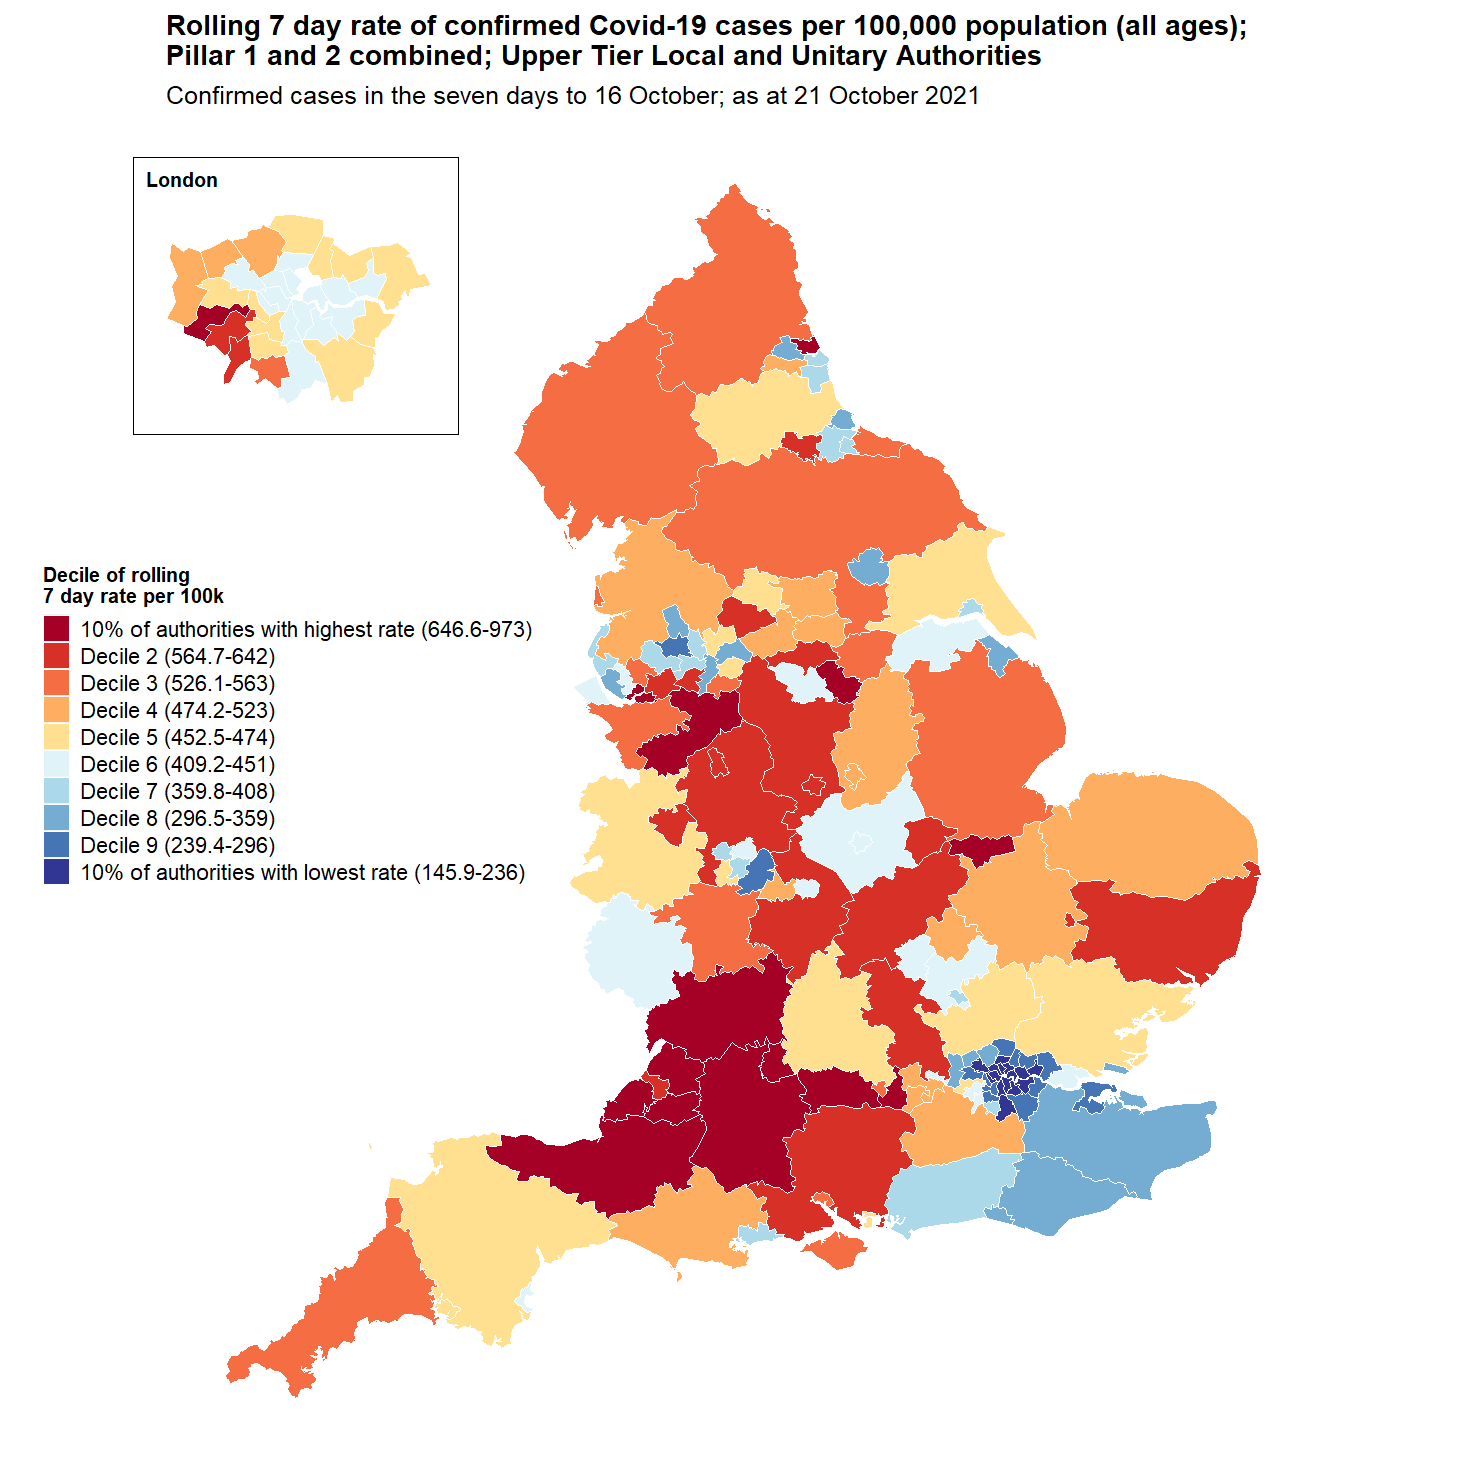 Rolling 7 day rate of confirmed Covid-19 cases per 100,000 population (all ages);
Pillar 1 and 2 combined; Upper Tier Local and Unitary Authorities
Confirmed cases in the seven days to 16 October; as at 21 October 2021
London
Decile of rolling
7 day rate per 100k
10% of authorities with highest rate (646.6-973)
Decile 2 (564.7-642)
Decile 3 (526.1-563)
Decile 4 (474.2-523)
Decile 5 (452.5-474)
Decile 6 (409.2-451)
Decile 7 (359.8-408)
Decile 8 (296.5-359)
Decile 9 (239.4-296)
10% of authorities with lowest rate (145.9-236)